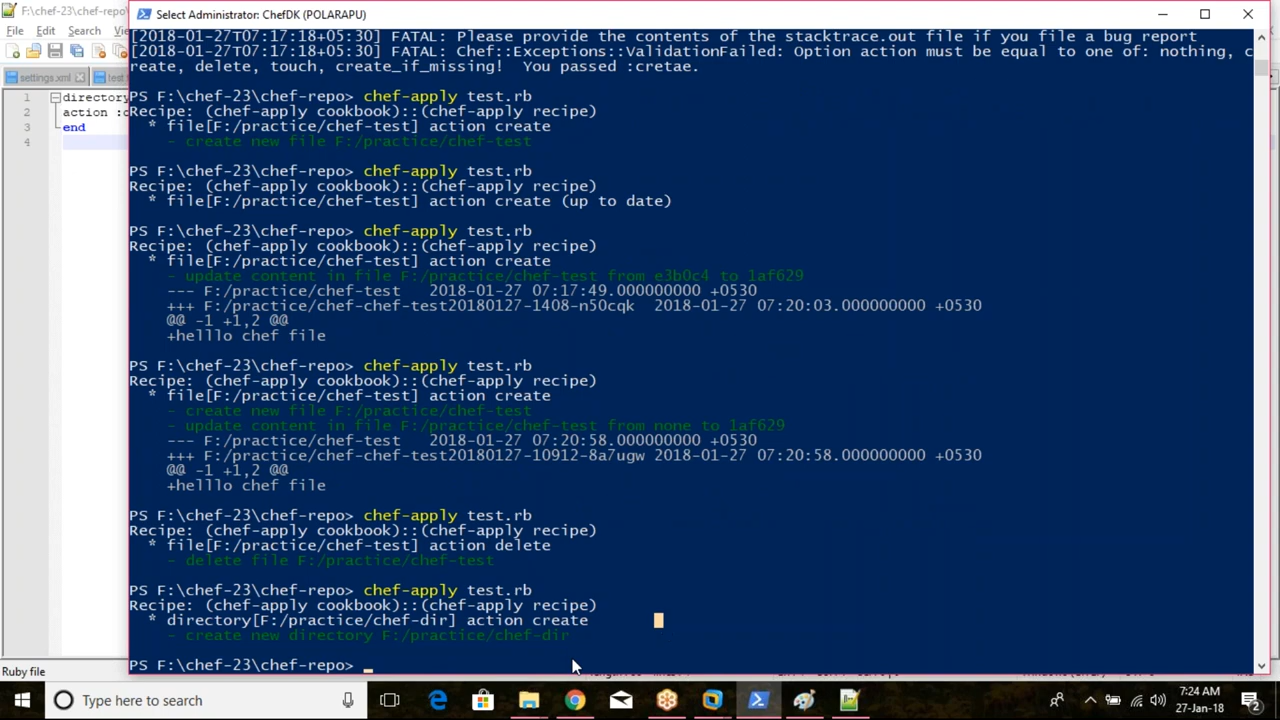 F:\chef-23\chef-repo
Select Administrator: ChefDK (POLARAPU)
File Edit Search
settings.xml
test
1 directory
2 action :c
3 end
4
[2018-01-27T07:17:18+05:30] FATAL: Please provide the contents of the stacktrace.out file if you file a bug report
[2018-01-27T07:17:18+05:30] FATAL: Chef::Exceptions::ValidationFailed: Option action must be equal to one of: nothing, c
reate, delete, touch, create_if_missing!  You passed :cretae.
PS F:\chef-23\chef-repo> chef-apply test.rb
Recipe: (chef-apply cookbook)::(chef-apply recipe)
* file[F:/practice/chef-test] action create
- create new file F:/practice/chef-test
PS F:\chef-23\chef-repo> chef-apply test.rb
Recipe: (chef-apply cookbook)::(chef-apply recipe)
* file[F:/practice/chef-test] action create (up to date)
PS F:\chef-23\chef-repo> chef-apply test.rb
Recipe: (chef-apply cookbook)::(chef-apply recipe)
* file[F:/practice/chef-test] action create
- update content in file F:/practice/chef-test from e3b0c4 to 1af629
--- F:/practice/chef-test   2018-01-27 07:17:49.000000000 +0530
+++ F:/practice/chef-chef-test20180127-1408-n50cqk  2018-01-27 07:20:03.000000000 +0530
@@ -1 +1,2 @@
+helllo chef file
PS F:\chef-23\chef-repo> chef-apply test.rb
Recipe: (chef-apply cookbook)::(chef-apply recipe)
* file[F:/practice/chef-test] action create
- create new file F:/practice/chef-test
- update content in file F:/practice/chef-test from none to 1af629
--- F:/practice/chef-test   2018-01-27 07:20:58.000000000 +0530
+++ F:/practice/chef-chef-test20180127-10912-8a7ugw 2018-01-27 07:20:58.000000000 +0530
@@ -1 +1,2 @@
+helllo chef file
PS F:\chef-23\chef-repo> chef-apply test.rb
Recipe: (chef-apply cookbook)::(chef-apply recipe)
* file[F:/practice/chef-test] action delete
- delete file F:/practice/chef-test
PS F:\chef-23\chef-repo> chef-apply test.rb
Recipe: (chef-apply cookbook)::(chef-apply recipe)
* directory[F:/practice/chef-dir] action create
- create new directory F:/practice/chef-dir
PS F:\chef-23\chef-repo> _
Ruby file
Type here to search
7:24 AM
27-Jan-18
2